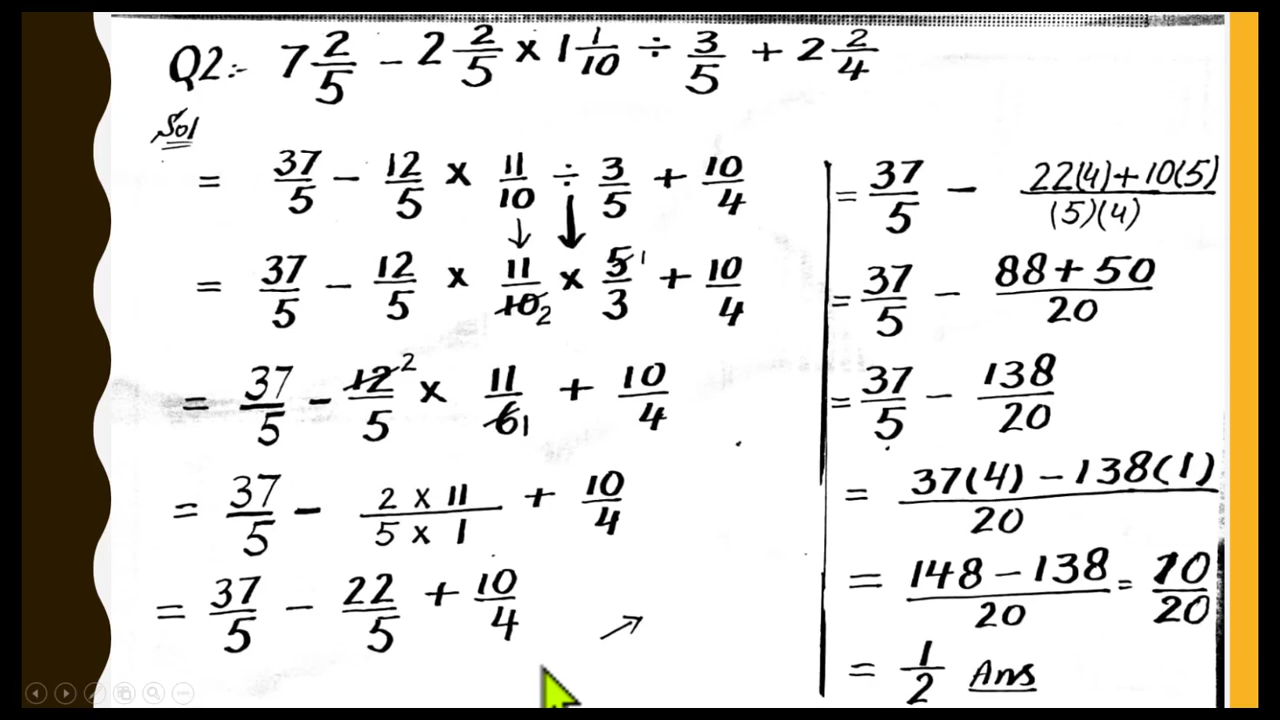 Q2:- 7 2/5 - 2 2/5 × 1 1/10 ÷ 3/5 + 2 2/4
Sol
= 37/5 - 12/5 × 11/10 ÷ 3/5 + 10/4
= 37/5 - 12/5 × 11/10 2 × 5 1/3 + 10/4
= 37/5 - 12 2/5 × 11/6 1 + 10/4
= 37/5 - 2 × 11/5 × 1 + 10/4
= 37/5 - 22/5 + 10/4
= 37/5 - 22(4)+10(5)/(5)(4)
= 37/5 - 88+50/20
= 37/5 - 138/20
= 37(4) - 138(1)/20
= 148 - 138/20 = 10/20
= 1/2 Ans